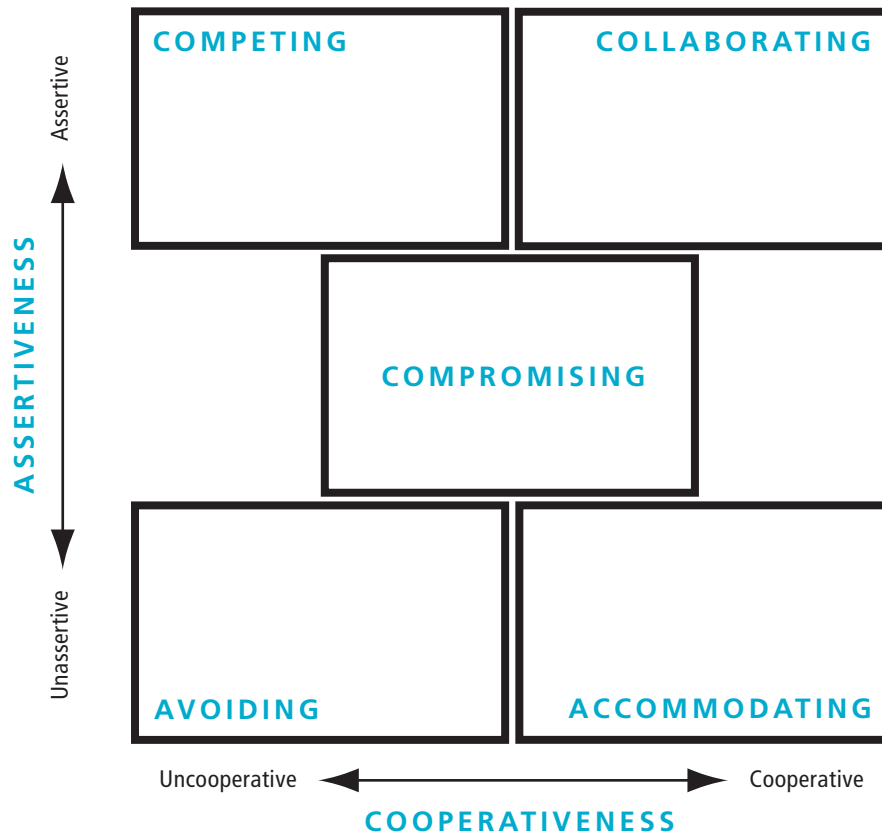 COMPETING
COLLABORATING
Assertive
ASSERTIVENESS
COMPROMISING
Unassertive
AVOIDING
ACCOMMODATING
Uncooperative
Cooperative
COOPERATIVENESS